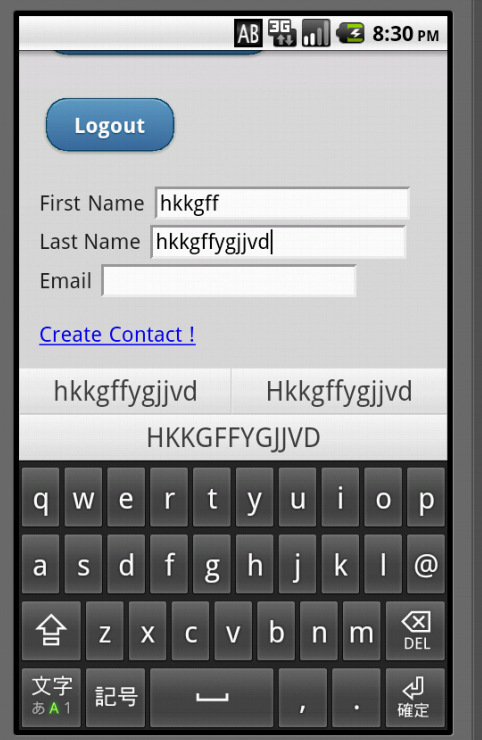 AB 3G 8:30 PM
Logout
First Name hkkgff
Last Name hkkgffygjjvd
Email
Create Contact !
hkkgffygjjvd Hkkgffygjjvd
HKKGFFYGJJVD
q w e r t y u i o p
a s d f g h j k l @
z x c v b n m DEL
文字 あA1 記号 , . 確定